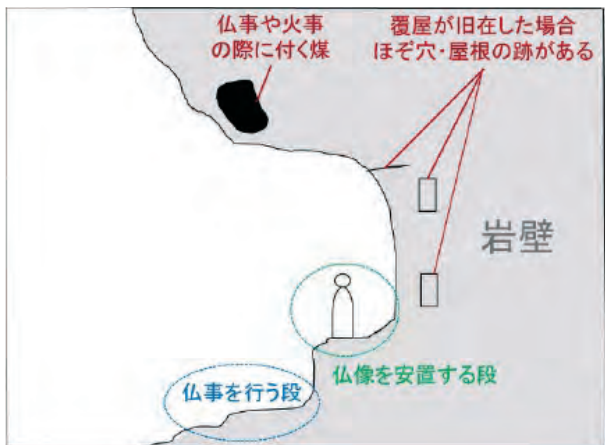 仏事や火事
の際に付く煤
覆屋が旧在した場合
ほぞ穴・屋根の跡がある
岩壁
仏像を安置する段
仏事を行う段